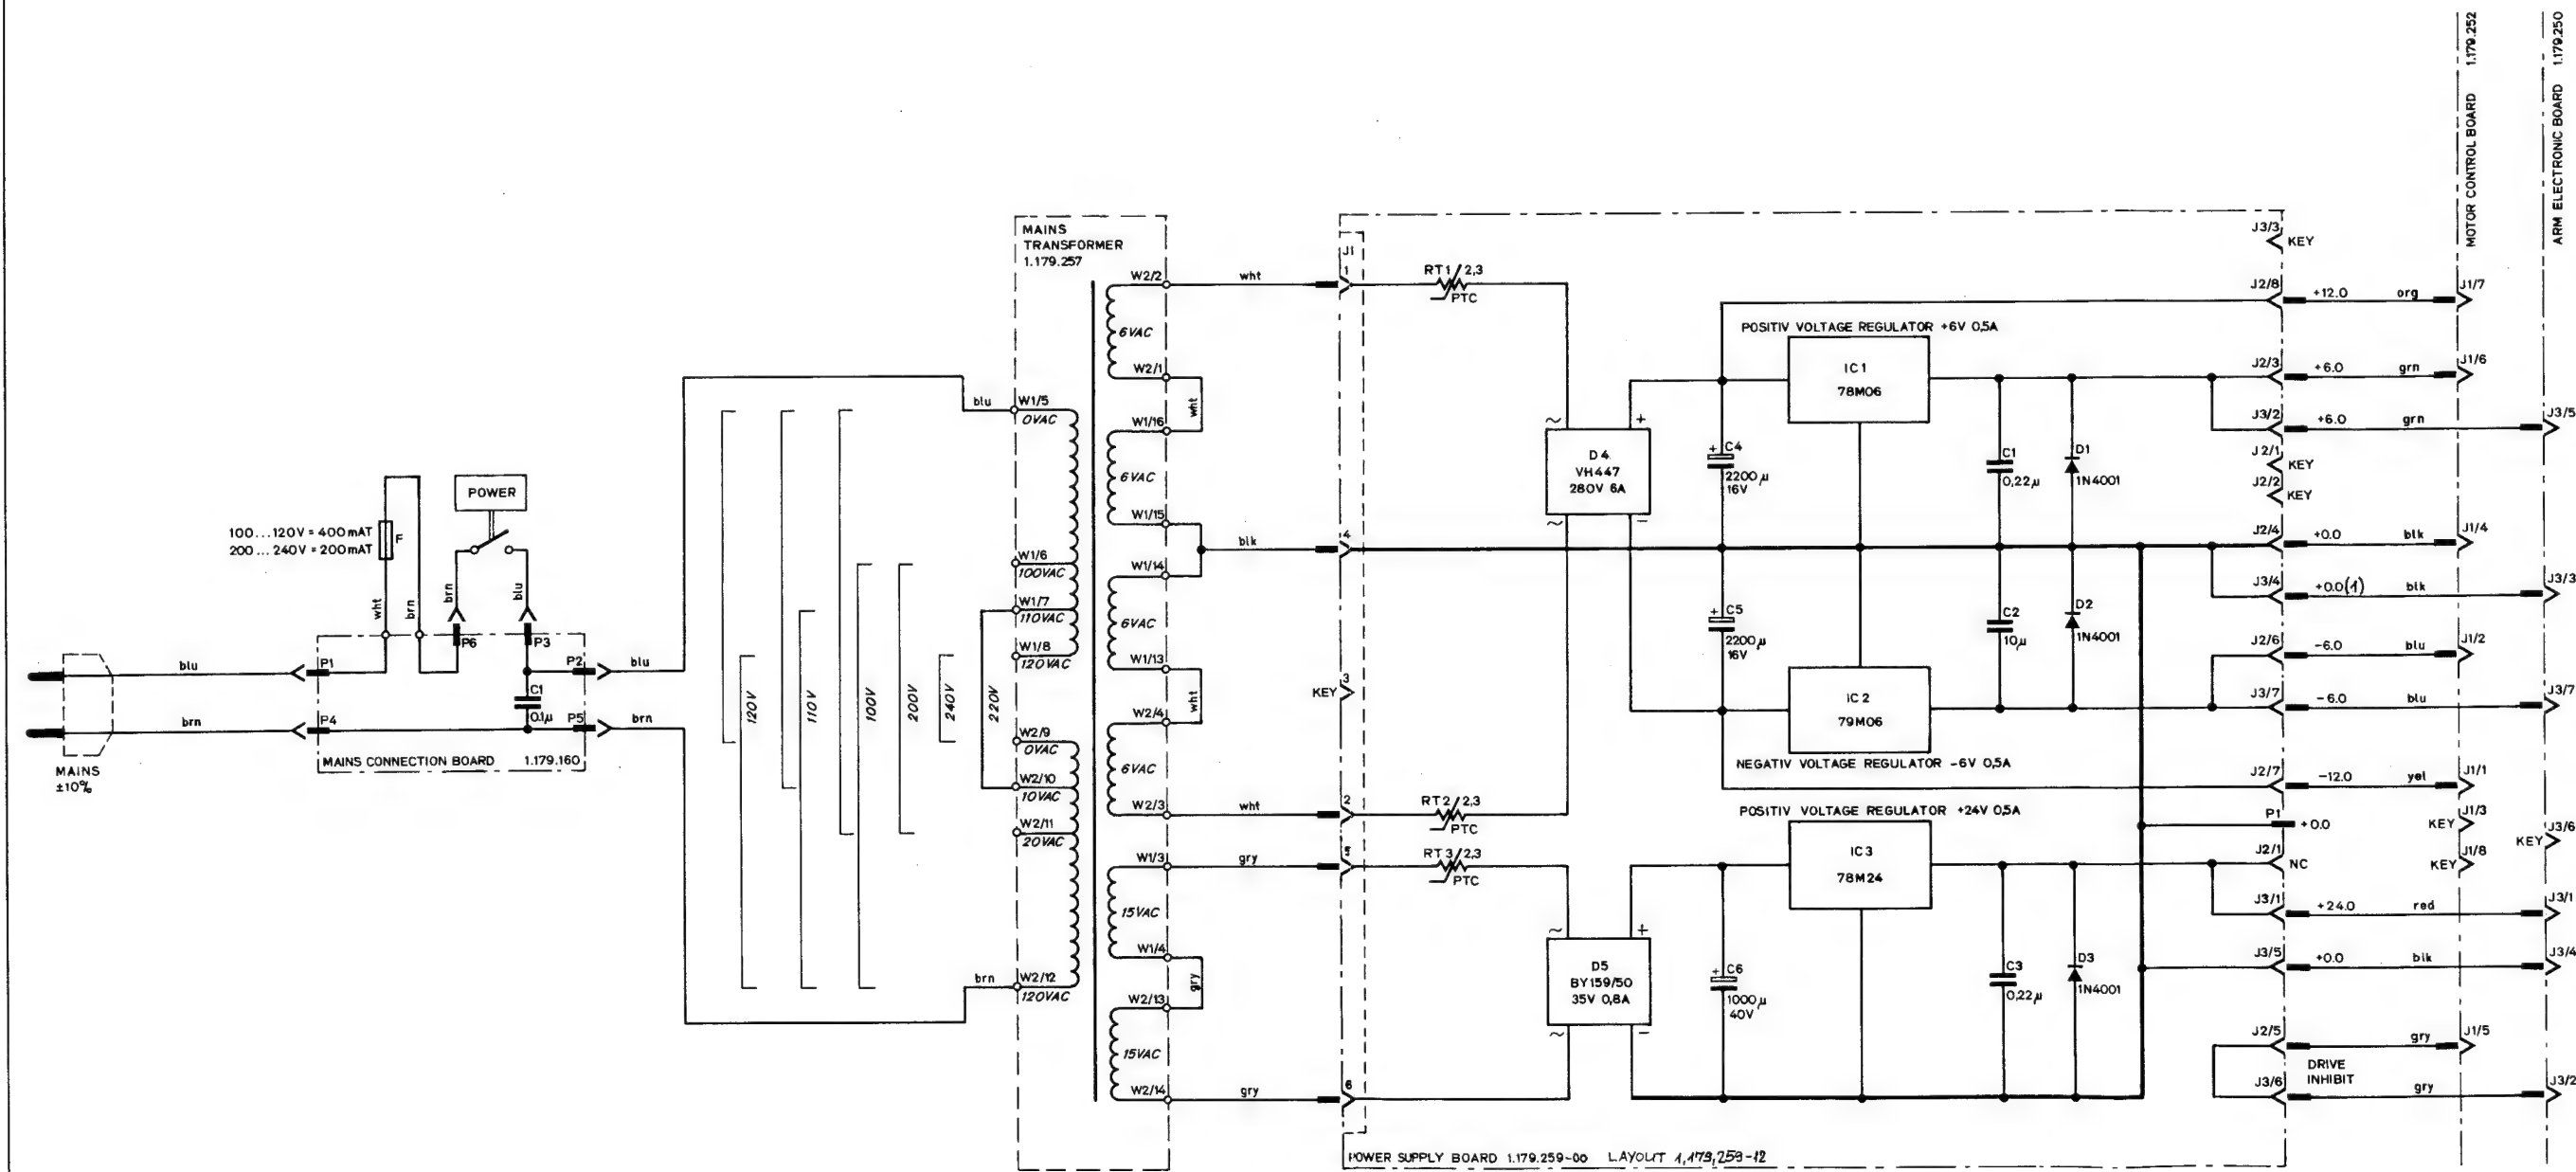 MOTOR CONTROL BOARD 1.179.252
ARM ELECTRONIC BOARD 1.179.250
MAINS
TRANSFORMER
1.179.257
100...120V = 400mAT
200...240V = 200mAT
F
POWER
wht
brn
brn
blu
P6
P3
P1
P2
P4
P5
C1
0.1µ
blu
brn
blu
brn
MAINS CONNECTION BOARD 1.179.160
MAINS
±10%
120V
110V
100V
200V
240V
220V
blu
brn
W1/5
0VAC
W1/6
100VAC
W1/7
110VAC
W1/8
120VAC
W2/9
0VAC
W2/10
10VAC
W2/11
20VAC
W2/12
120VAC
W2/2
6VAC
W2/1
wht
W1/16
6VAC
W1/15
W1/14
6VAC
W1/13
wht
W2/4
6VAC
W2/3
W1/3
15VAC
W1/4
gry
W2/13
15VAC
W2/14
wht
blk
wht
gry
gry
J1
1
4
KEY 3
2
5
6
RT1/2,3
PTC
RT2/2,3
PTC
RT3/2,3
PTC
~
+
D4
VH447
280V 6A
~
–
~
+
D5
BY159/50
35V 0,8A
~
–
POSITIV VOLTAGE REGULATOR +6V 0,5A
IC1
78M06
+ C4
2200µ
16V
C1
0,22µ
D1
1N4001
+ C5
2200µ
16V
C2
10µ
D2
1N4001
IC2
79M06
NEGATIV VOLTAGE REGULATOR -6V 0,5A
POSITIV VOLTAGE REGULATOR +24V 0,5A
IC3
78M24
+ C6
1000µ
40V
C3
0,22µ
D3
1N4001
J3/3
KEY
J2/8 +12.0 org J1/7
J2/3 +6.0 grn J1/6
J3/2 +6.0 grn J3/5
J2/1
KEY
J2/2
KEY
J2/4 +0.0 blk J1/4
J3/4 +0.0(1) blk J3/3
J2/6 -6.0 blu J1/2
J3/7 -6.0 blu J3/7
J2/7 -12.0 yel J1/1
P1 +0.0
KEY J1/3
KEY J3/6
J2/1 NC
KEY J1/8
J3/1 +24.0 red J3/1
J3/5 +0.0 blk J3/4
J2/5 gry J1/5
DRIVE
INHIBIT
J3/6 gry J3/2
POWER SUPPLY BOARD 1.179.259-00 LAYOUT 1,179,259-12